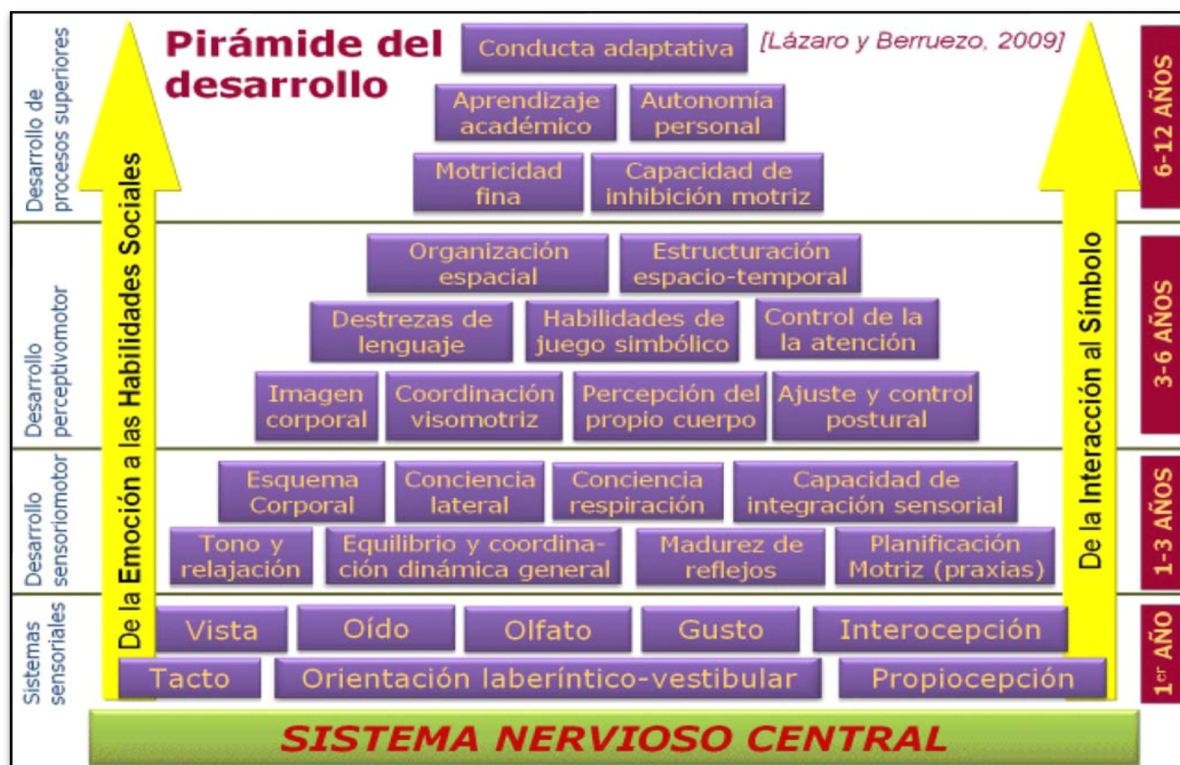 Pirámide del
desarrollo
[Lázaro y Berruezo, 2009]
Conducta adaptativa
Aprendizaje
académico
Autonomía
personal
Motricidad
fina
Capacidad de
inhibición motriz
Desarrollo de
procesos superiores
6-12 AÑOS
Organización
espacial
Estructuración
espacio-temporal
Destrezas de
lenguaje
Habilidades de
juego simbólico
Control de la
la atención
Imagen
corporal
Coordinación
visomotriz
Percepción del
propio cuerpo
Ajuste y control
postural
Desarrollo
perceptivomotor
3-6 AÑOS
Esquema
Corporal
Conciencia
lateral
Conciencia
respiración
Capacidad de
integración sensorial
Tono y
relajación
Equilibrio y coordina-
ción dinámica general
Madurez de
reflejos
Planificación
Motriz (praxias)
Desarrollo
sensoriomotor
1-3 AÑOS
Vista
Oído
Olfato
Gusto
Interocepción
Tacto
Orientación laberíntico-vestibular
Propiocepción
Sistemas
sensoriales
1er AÑO
De la Emoción a las Habilidades Sociales
De la Interacción al Símbolo
SISTEMA NERVIOSO CENTRAL